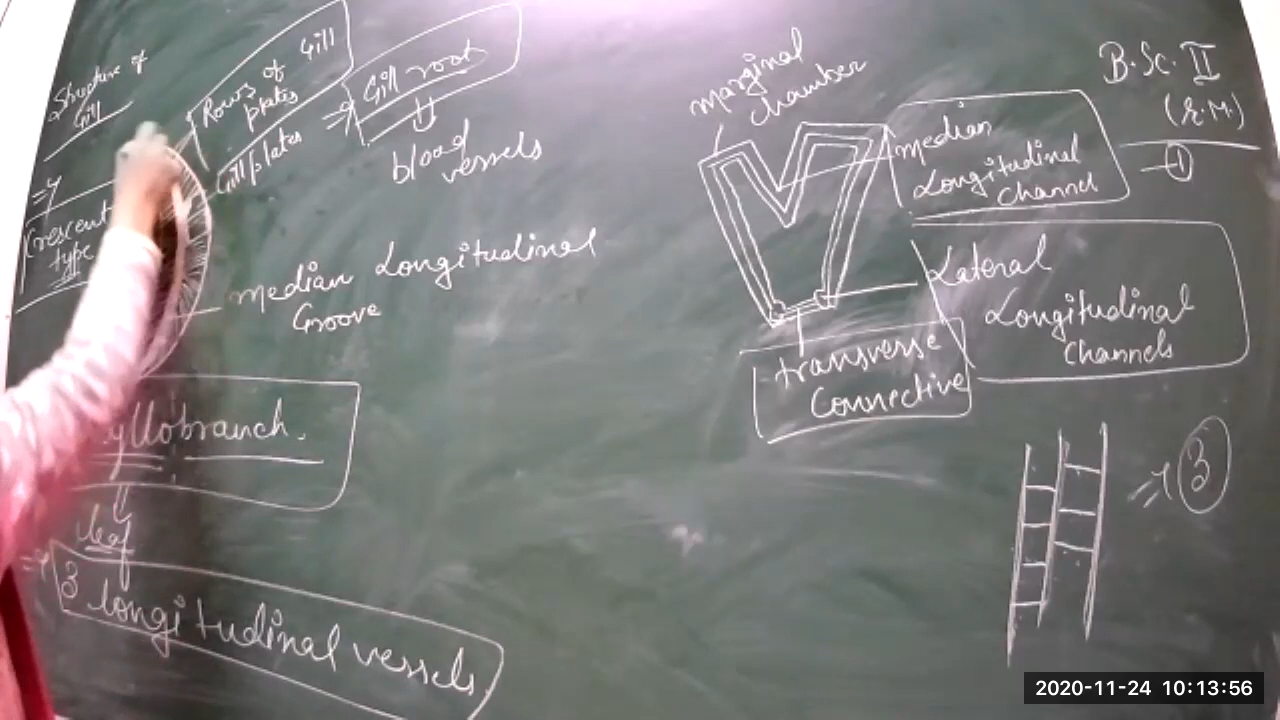 Structure of
Gill
Rows of Gill
plates
Gill plates
Gill root
blood
vessels
Crescent
type
median Longitudinal
Groove
yllobranch.
leaf
3 longitudinal vessels
marginal
chamber
median
Longitudinal
Channel
1
Lateral
Longitudinal
Channels
transverse
Connective
B.Sc. II
3
2020-11-24 10:13:56